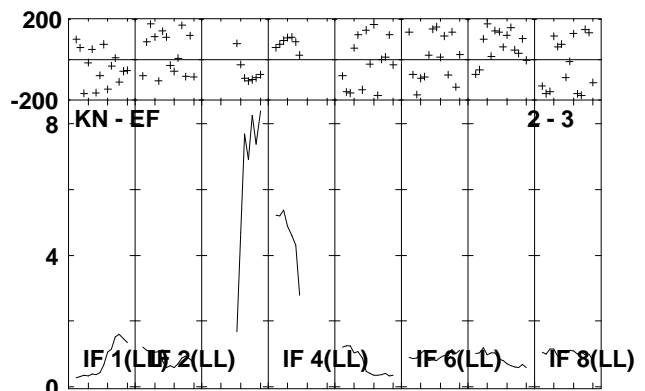 200
-200
KN - EF 2 - 3
8
4
0
IF 1(LL) IF 2(LL) IF 4(LL) IF 6(LL) IF 8(LL)